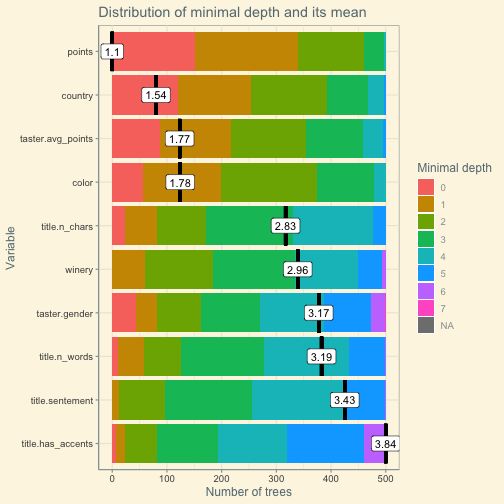 Distribution of minimal depth and its mean
Variable
points
country
taster.avg_points
color
title.n_chars
winery
taster.gender
title.n_words
title.sentement
title.has_accents
1.1
1.54
1.77
1.78
2.83
2.96
3.17
3.19
3.43
3.84
0 100 200 300 400 500
Number of trees
Minimal depth
0
1
2
3
4
5
6
7
NA